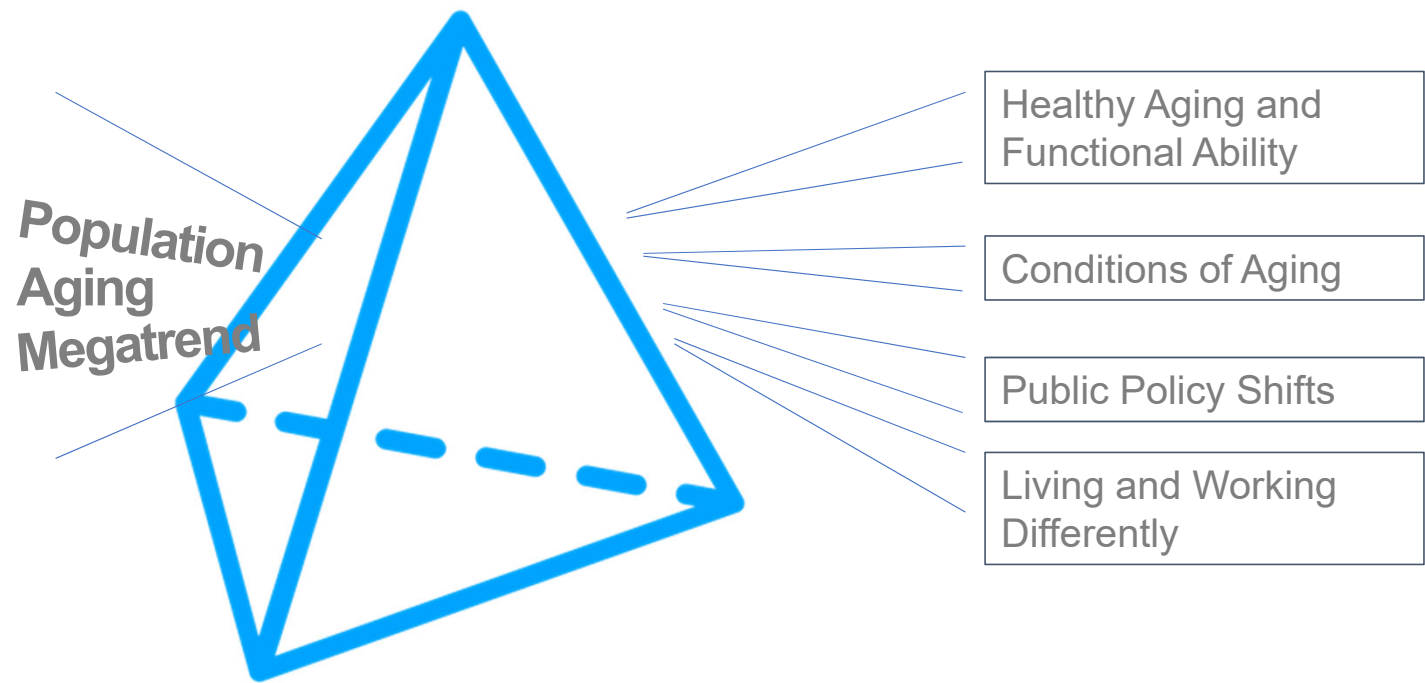 Population
Aging
Megatrend
Healthy Aging and
Functional Ability
Conditions of Aging
Public Policy Shifts
Living and Working
Differently